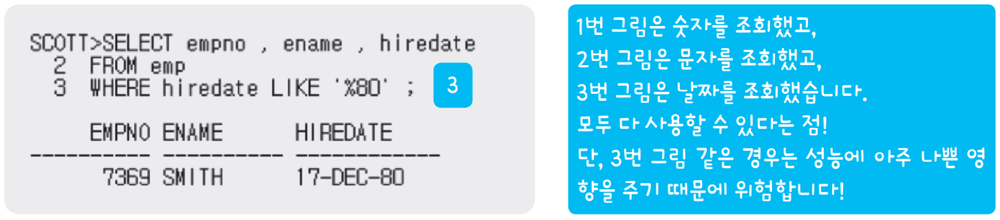 SCOTT>SELECT empno , ename , hiredate
2 FROM emp
3 WHERE hiredate LIKE '%80' ;
3
EMPNO ENAME HIREDATE
---------- ---------- ------------
7369 SMITH 17-DEC-80
1번 그림은 숫자를 조회했고,
2번 그림은 문자를 조회했고,
3번 그림은 날짜를 조회했습니다.
모두 다 사용할 수 있다는 점!
단, 3번 그림 같은 경우는 성능에 아주 나쁜 영
향을 주기 때문에 위험합니다!